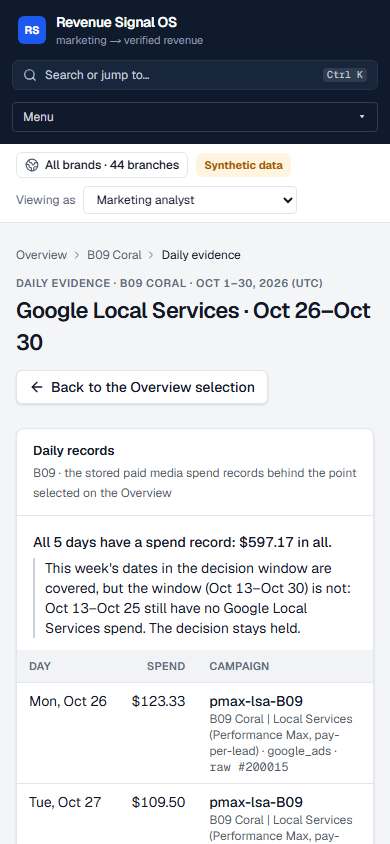 RS
Revenue Signal OS
marketing → verified revenue
Search or jump to…
Ctrl K
Menu
All brands · 44 branches
Synthetic data
Viewing as
Marketing analyst
Overview > B09 Coral > Daily evidence
DAILY EVIDENCE · B09 CORAL · OCT 1–30, 2026 (UTC)
Google Local Services · Oct 26–Oct
30
← Back to the Overview selection
Daily records
B09 · the stored paid media spend records behind the point
selected on the Overview
All 5 days have a spend record: $597.17 in all.
This week's dates in the decision window are
covered, but the window (Oct 13–Oct 30) is not:
Oct 13–Oct 25 still have no Google Local
Services spend. The decision stays held.
DAY SPEND CAMPAIGN
Mon, Oct 26 $123.33 pmax-lsa-B09
B09 Coral | Local Services
(Performance Max, pay-
per-lead) · google_ads ·
raw #200015
Tue, Oct 27 $109.50 pmax-lsa-B09
B09 Coral | Local Services
(Performance Max, pay-